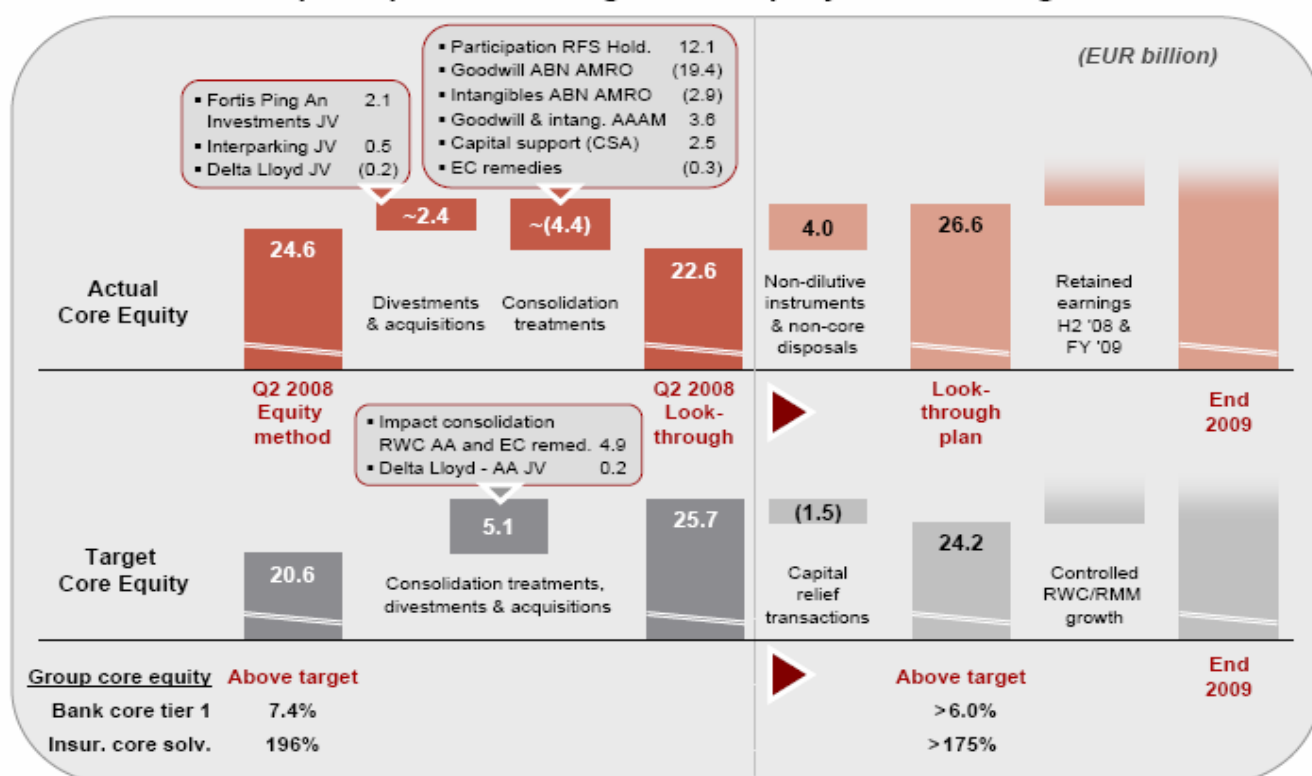 (EUR billion)
▪ Fortis Ping An 2.1
Investments JV
▪ Interparking JV 0.5
▪ Delta Lloyd JV (0.2)
▪ Participation RFS Hold. 12.1
▪ Goodwill ABN AMRO (19.4)
▪ Intangibles ABN AMRO (2.9)
▪ Goodwill & intang. AAAM 3.6
▪ Capital support (CSA) 2.5
▪ EC remedies (0.3)
Actual
Core Equity
24.6
~2.4
~(4.4)
22.6
4.0
26.6
Divestments
& acquisitions
Consolidation
treatments
Non-dilutive
instruments
& non-core
disposals
Retained
earnings
H2 '08 &
FY '09
Q2 2008
Equity
method
Q2 2008
Look-
through
Look-
through
plan
End
2009
▪ Impact consolidation
RWC AA and EC remed. 4.9
▪ Delta Lloyd - AA JV 0.2
Target
Core Equity
20.6
5.1
25.7
(1.5)
24.2
Consolidation treatments,
divestments & acquisitions
Capital
relief
transactions
Controlled
RWC/RMM
growth
Group core equity Above target Above target
Bank core tier 1 7.4% >6.0%
Insur. core solv. 196% >175%
End
2009